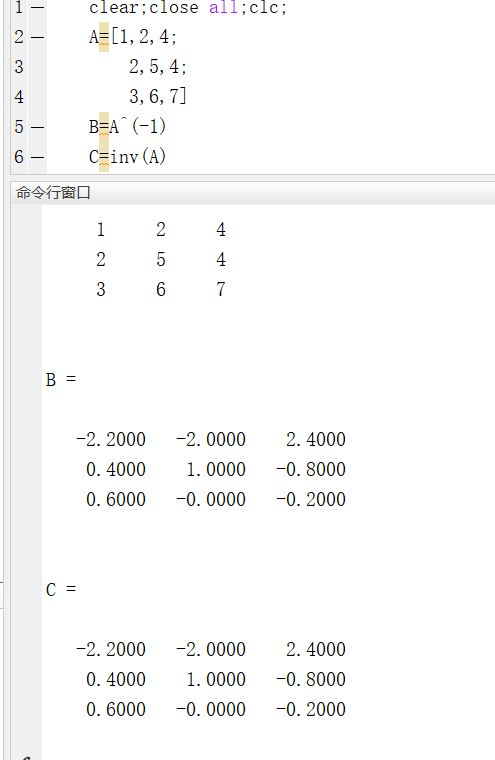 1 — clear;close all;clc;
2 — A=[1,2,4;
3 2,5,4;
4 3,6,7]
5 — B=A^(-1)
6 — C=inv(A)
命令行窗口
1 2 4
2 5 4
3 6 7
B =
-2.2000 -2.0000 2.4000
0.4000 1.0000 -0.8000
0.6000 -0.0000 -0.2000
C =
-2.2000 -2.0000 2.4000
0.4000 1.0000 -0.8000
0.6000 -0.0000 -0.2000